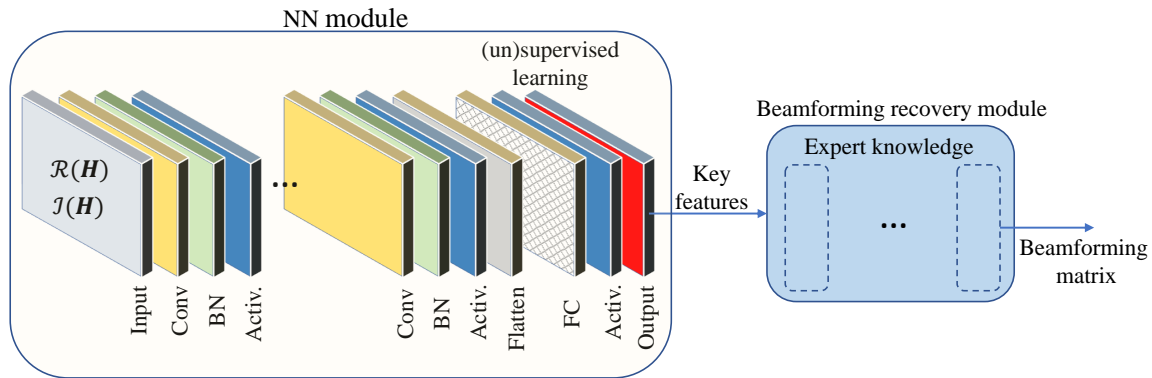 NN module
(un)supervised
learning
ℛ(𝑯)
ℐ(𝑯)
...
Input
Conv
BN
Activ.
Conv
BN
Activ.
Flatten
FC
Activ.
Output
Key
features
Beamforming recovery module
Expert knowledge
...
Beamforming
matrix